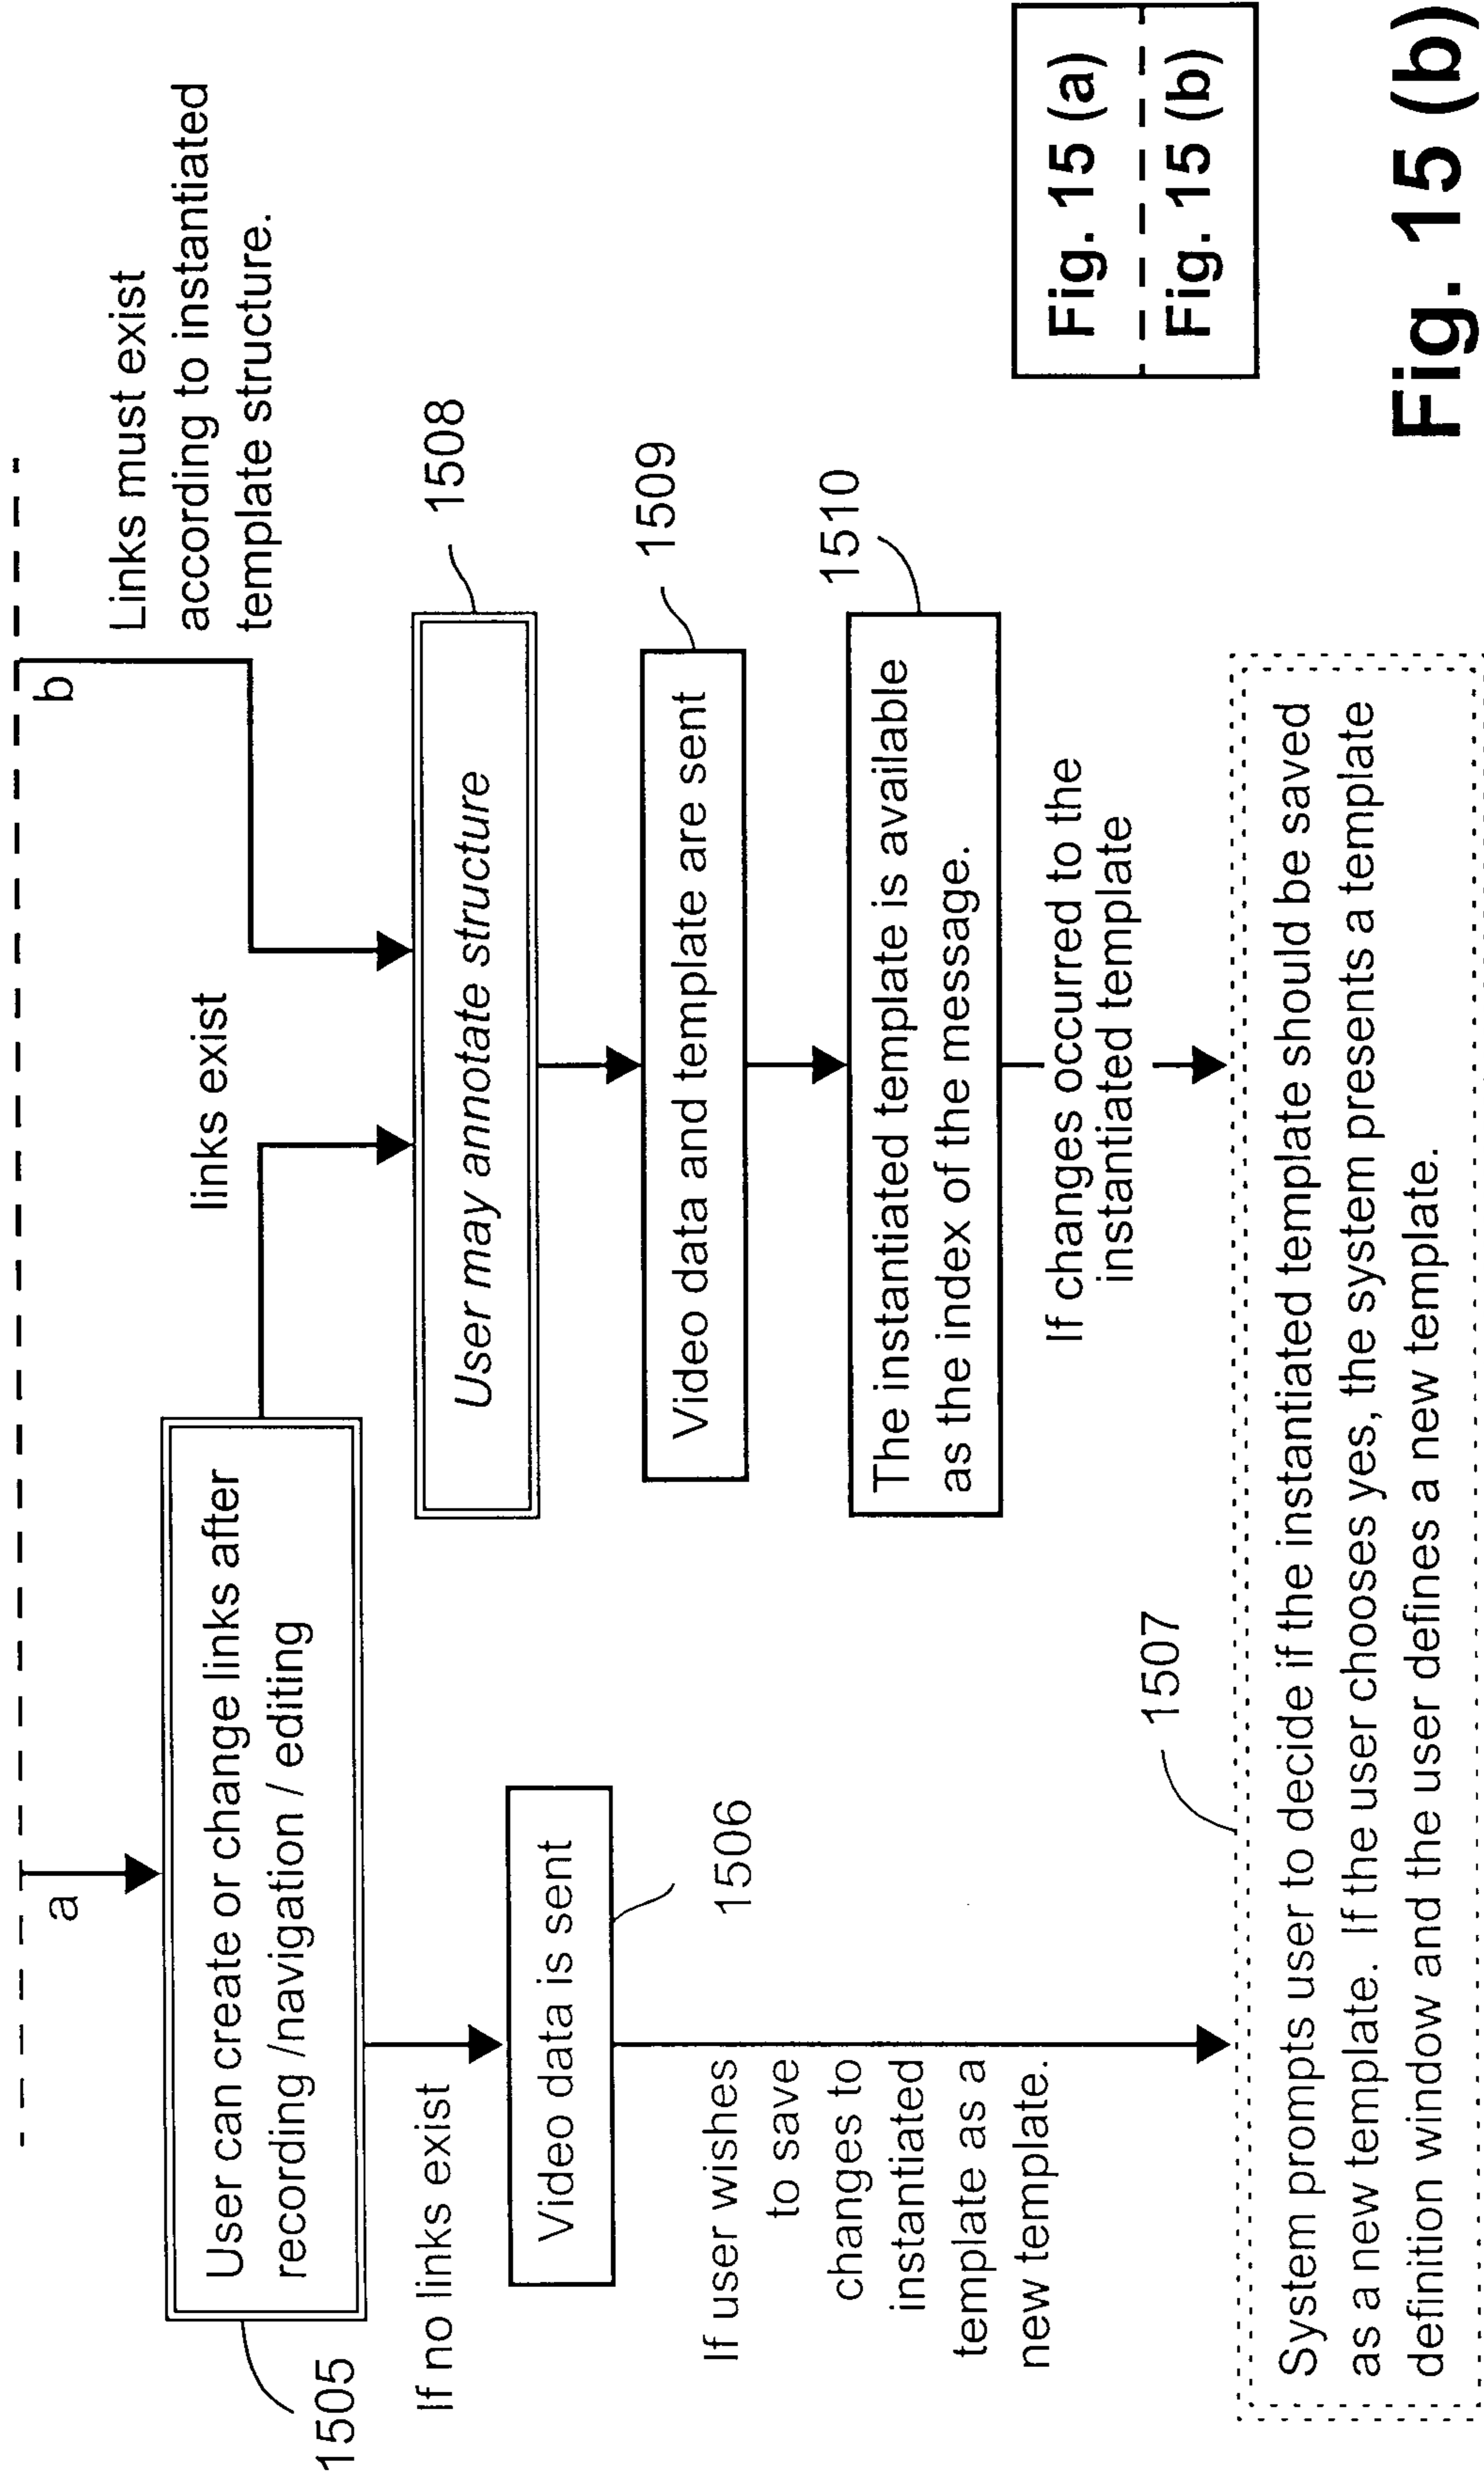 a
b
Links must exist
according to instantiated
template structure.
User can create or change links after
recording /navigation / editing
1505
links exist
If no links exist
User may annotate structure
1508
Video data is sent
1506
Video data and template are sent
1509
If user wishes
to save
changes to
instantiated
template as a
new template.
The instantiated template is available
as the index of the message.
1510
If changes occurred to the
instantiated template
1507
System prompts user to decide if the instantiated template should be saved
as a new template. If the user chooses yes, the system presents a template
definition window and the user defines a new template.
Fig. 15 (a)
Fig. 15 (b)
Fig. 15 (b)